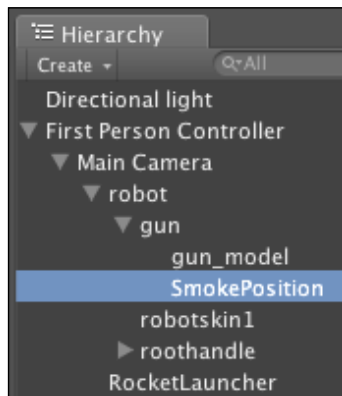 Hierarchy
Create All
Directional light
First Person Controller
Main Camera
robot
gun
gun_model
SmokePosition
robotskin1
roothandle
RocketLauncher